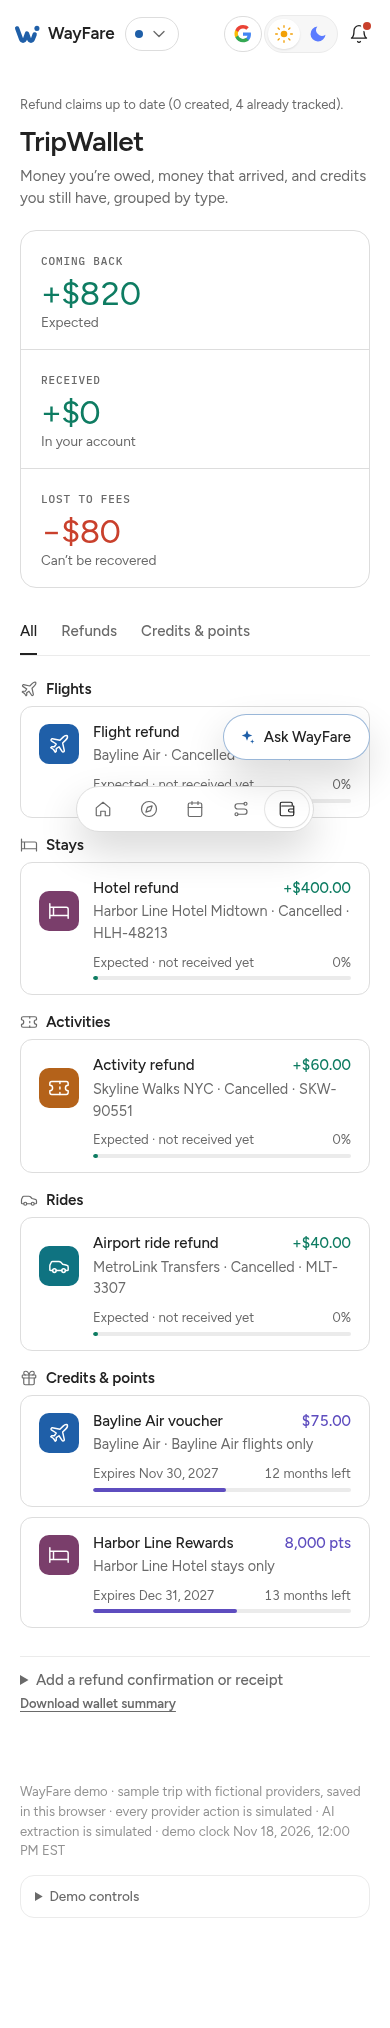 WayFare
Refund claims up to date (0 created, 4 already tracked).
TripWallet
Money you’re owed, money that arrived, and credits
you still have, grouped by type.
COMING BACK
+$820
Expected
RECEIVED
+$0
In your account
LOST TO FEES
−$80
Can’t be recovered
All Refunds Credits & points
Flights
Flight refund
Ask WayFare
Bayline Air · Cancelled
Expected · not received yet 0%
Stays
Hotel refund +$400.00
Harbor Line Hotel Midtown · Cancelled ·
HLH-48213
Expected · not received yet 0%
Activities
Activity refund +$60.00
Skyline Walks NYC · Cancelled · SKW-
90551
Expected · not received yet 0%
Rides
Airport ride refund +$40.00
MetroLink Transfers · Cancelled · MLT-
3307
Expected · not received yet 0%
Credits & points
Bayline Air voucher $75.00
Bayline Air · Bayline Air flights only
Expires Nov 30, 2027 12 months left
Harbor Line Rewards 8,000 pts
Harbor Line Hotel stays only
Expires Dec 31, 2027 13 months left
Add a refund confirmation or receipt
Download wallet summary
WayFare demo · sample trip with fictional providers, saved
in this browser · every provider action is simulated · AI
extraction is simulated · demo clock Nov 18, 2026, 12:00
PM EST
Demo controls